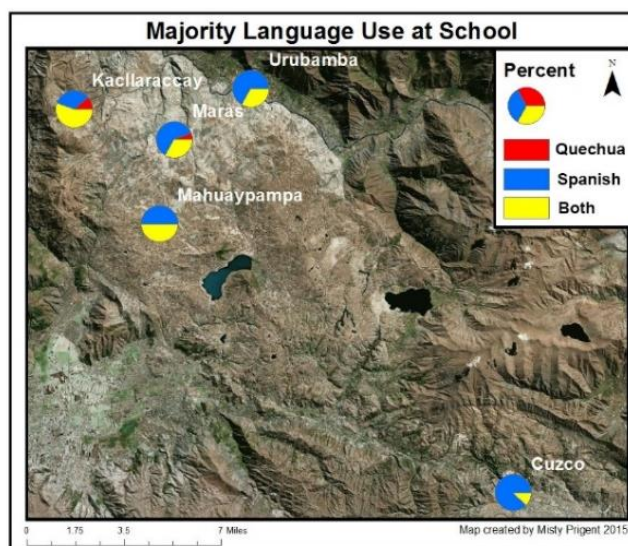 Majority Language Use at School
Urubamba
Kacllaraccay
Maras
Mahuaypampa
Cuzco
Percent
N
Quechua
Spanish
Both
0 1.75 3.5 7 Miles
Map created by Misty Prigent 2015